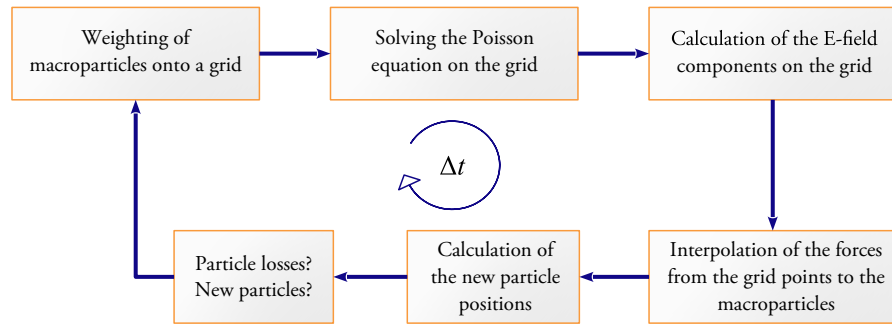 Weighting of
macroparticles onto a grid
Solving the Poisson
equation on the grid
Calculation of the E-field
components on the grid
Δt
Particle losses?
New particles?
Calculation of
the new particle
positions
Interpolation of the forces
from the grid points to the
macroparticles